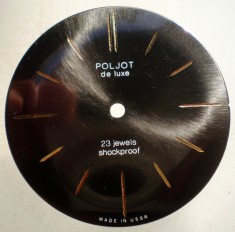 POLJOT
de luxe
23 jewels
shockproof
MADE IN USSR